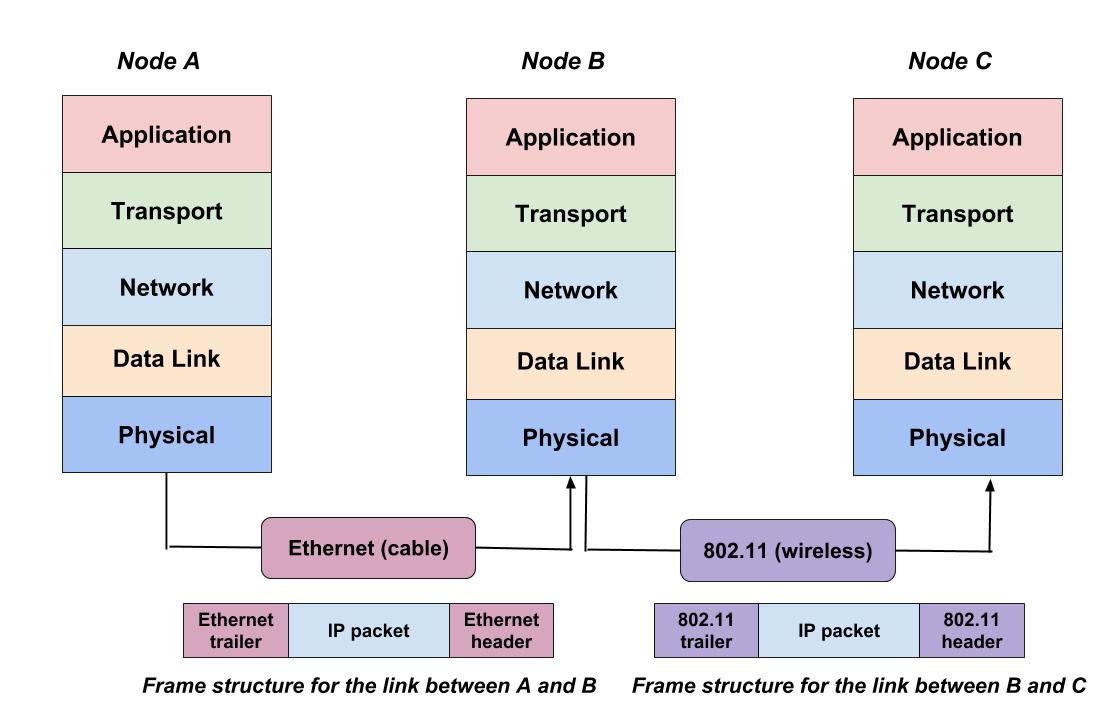 Node A
Node B
Node C
Application
Transport
Network
Data Link
Physical
Application
Transport
Network
Data Link
Physical
Application
Transport
Network
Data Link
Physical
Ethernet (cable)
802.11 (wireless)
Ethernet
trailer
IP packet
Ethernet
header
802.11
trailer
IP packet
802.11
header
Frame structure for the link between A and B
Frame structure for the link between B and C